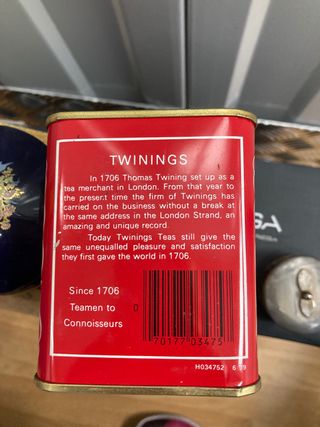 TWININGS
In 1706 Thomas Twining set up as a
tea merchant in London. From that year to
the present time the firm of Twinings has
carried on the business without a break at
the same address in the London Strand, an
amazing and unique record.
Today Twinings Teas still give the
same unequalled pleasure and satisfaction
they first gave the world in 1706.
Since 1706
Teamen to
Connoisseurs
0
70177 03475
H034752